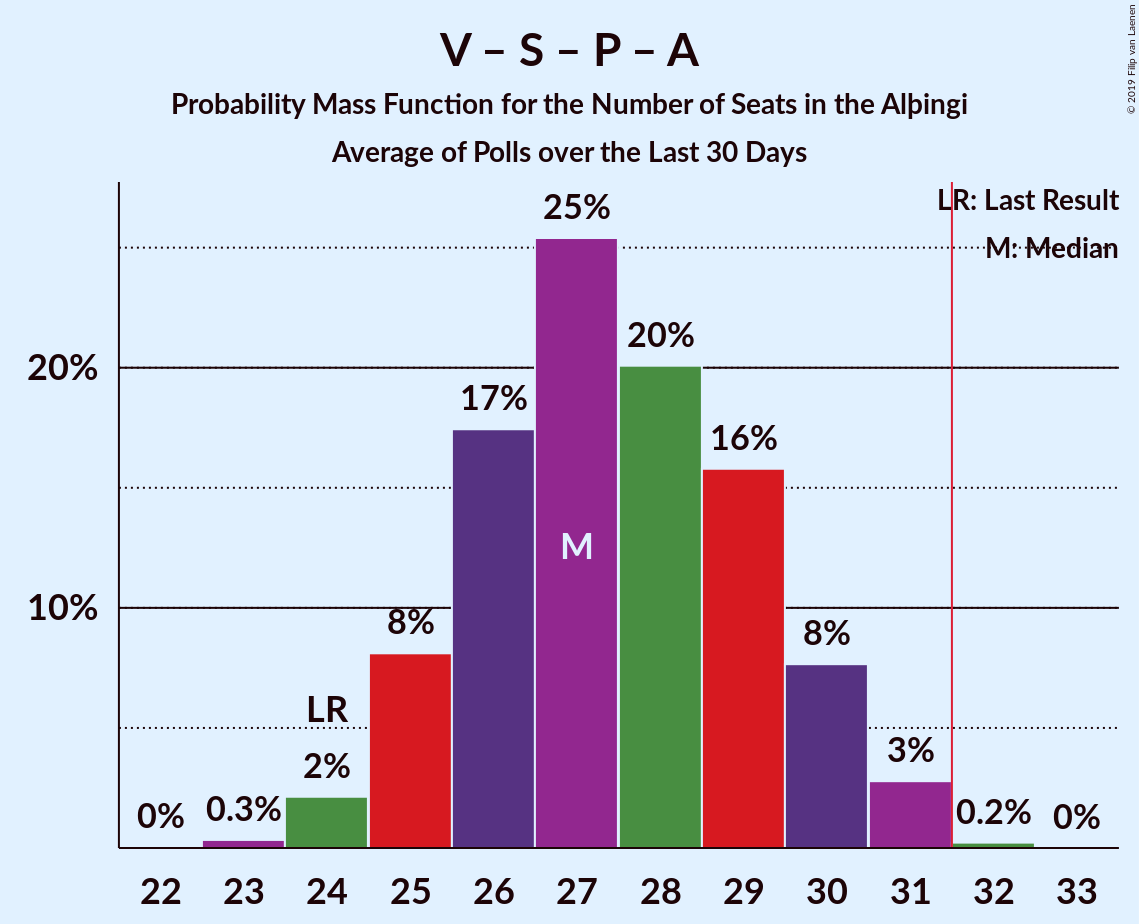 V – S – P – A
Probability Mass Function for the Number of Seats in the Alþingi
Average of Polls over the Last 30 Days
© 2019 Filip van Laenen
LR: Last Result
M: Median
25%
20%
20%
17%
16%
M
10%
8%
8%
LR
3%
2%
0%
0.3%
0.2%
0%
22 23 24 25 26 27 28 29 30 31 32 33